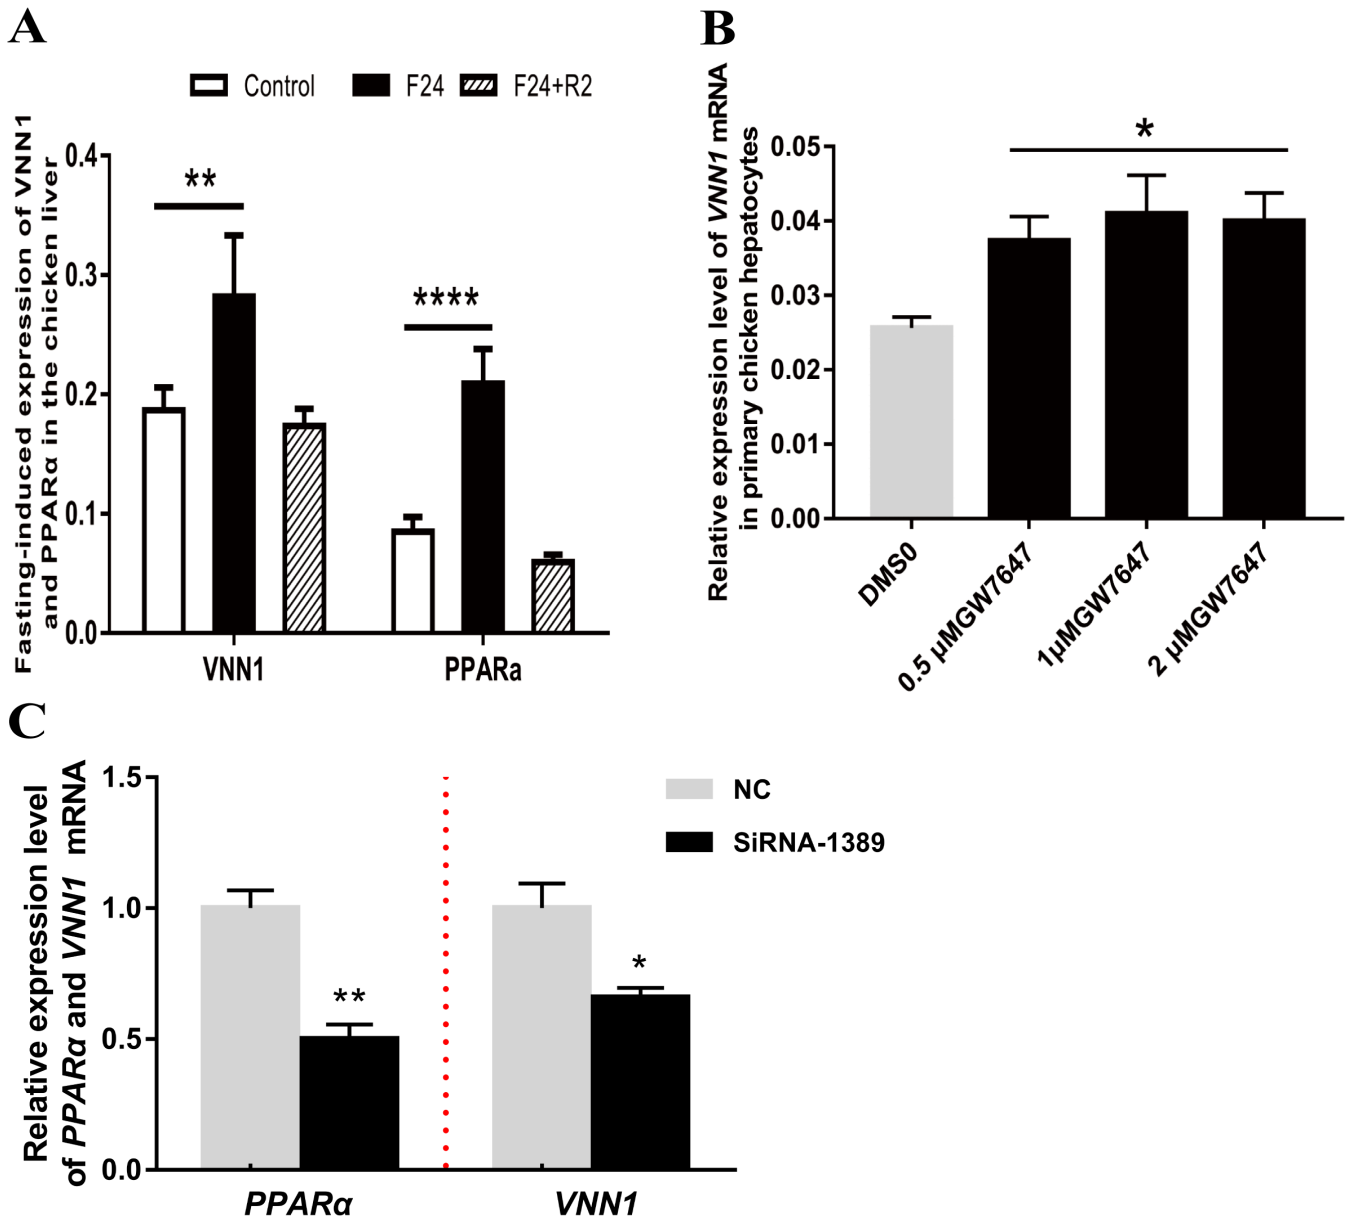 A
Control F24 F24+R2
Fasting-induced expression of VNN1
and PPARα in the chicken liver
0.4
0.3
0.2
0.1
0.0
**
****
VNN1 PPARa
B
Relative expression level of VNN1 mRNA
in primary chicken hepatocytes
0.05
0.04
0.03
0.02
0.01
0.00
*
DMS0
0.5 μMGW7647
1μMGW7647
2 μMGW7647
C
Relative expression level
of PPARα and VNN1 mRNA
1.5
1.0
0.5
0.0
**
*
NC
SiRNA-1389
PPARα VNN1